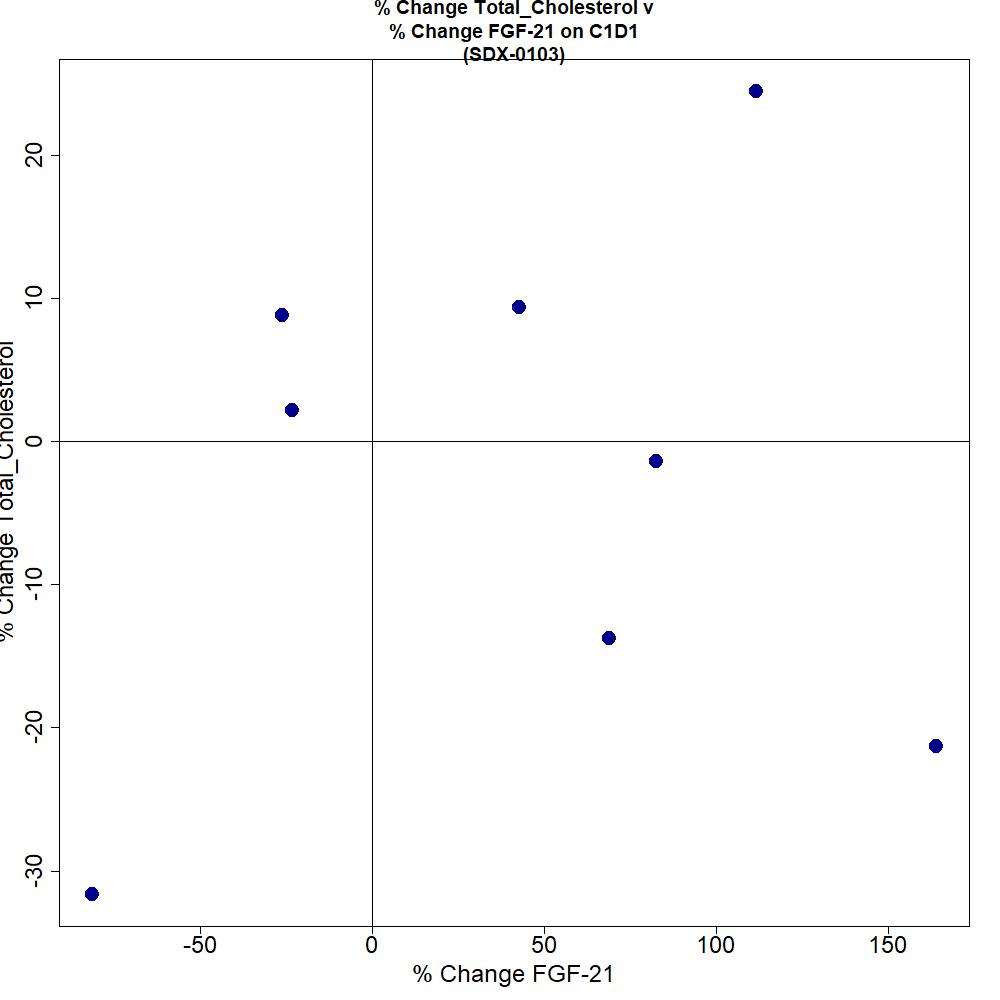 % Change Total_Cholesterol v
% Change FGF-21 on C1D1
(SDX-0103)
% Change Total_Cholesterol
20
10
0
-10
-20
-30
-50
0
50
100
150
% Change FGF-21